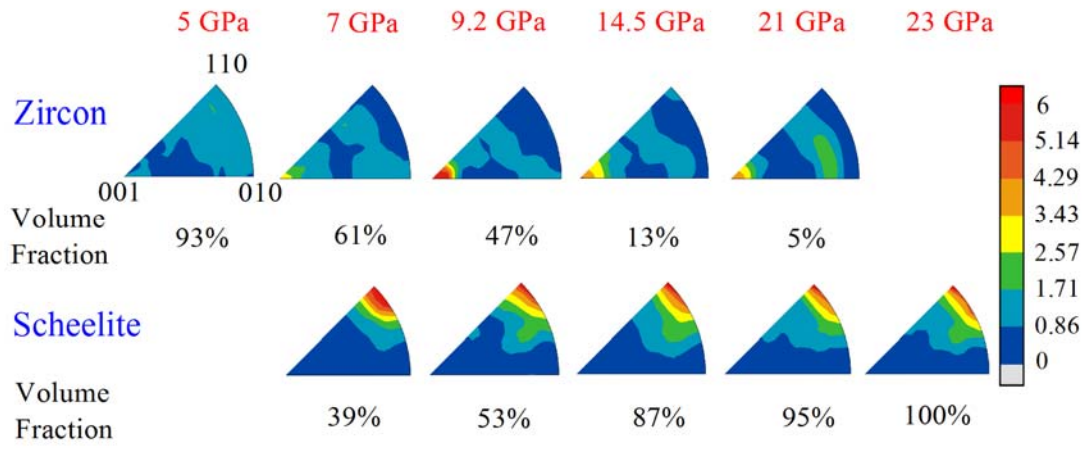 5 GPa 7 GPa 9.2 GPa 14.5 GPa 21 GPa 23 GPa
110
Zircon
001 010
Volume
Fraction
93% 61% 47% 13% 5%
Scheelite
Volume
Fraction
39% 53% 87% 95% 100%
6
5.14
4.29
3.43
2.57
1.71
0.86
0